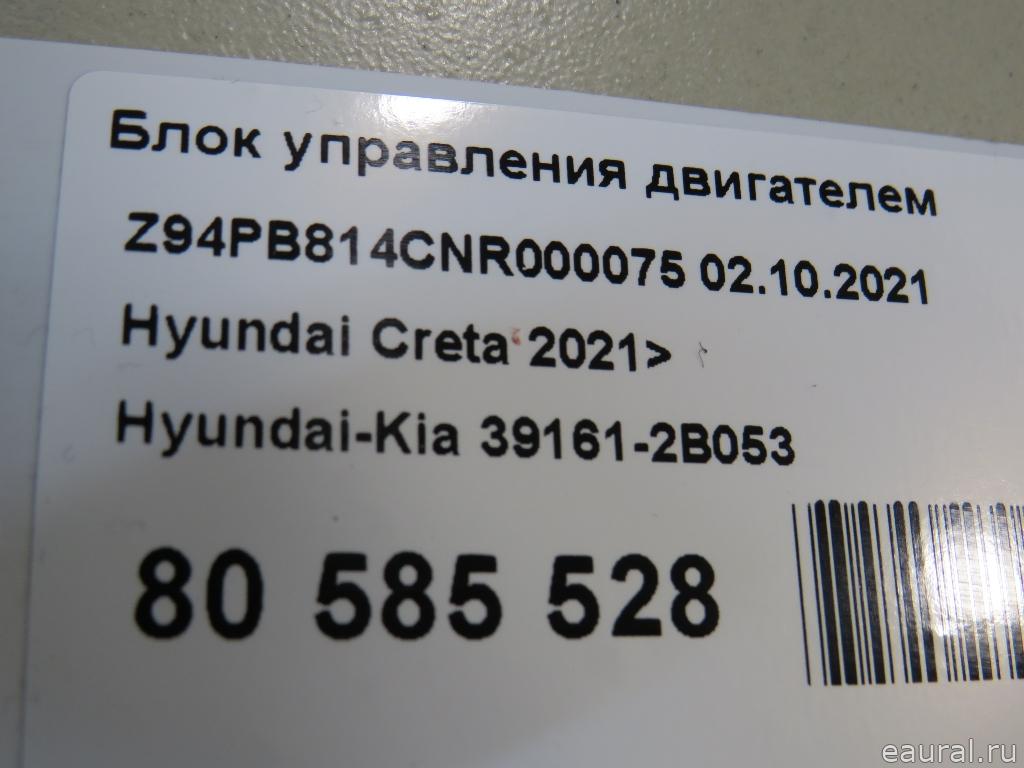 Блок управления двигателем
Z94PB814CNR000075 02.10.2021
Hyundai Creta 2021>
Hyundai-Kia 39161-2B053
80 585 528
eaural.ru